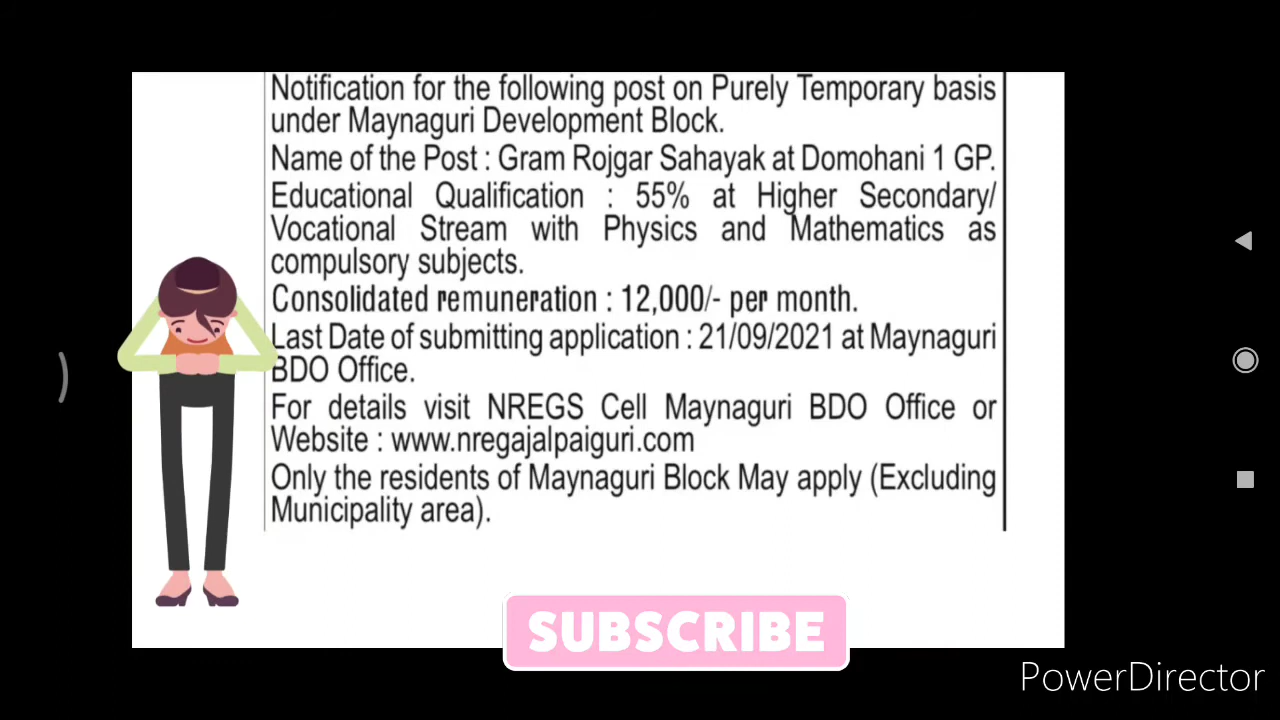 Notification for the following post on Purely Temporary basis
under Maynaguri Development Block.
Name of the Post : Gram Rojgar Sahayak at Domohani 1 GP.
Educational Qualification : 55% at Higher Secondary/
Vocational Stream with Physics and Mathematics as
compulsory subjects.
Consolidated remuneration : 12,000/- per month.
Last Date of submitting application : 21/09/2021 at Maynaguri
BDO Office.
For details visit NREGS Cell Maynaguri BDO Office or
Website : www.nregajalpaiguri.com
Only the residents of Maynaguri Block May apply (Excluding
Municipality area).
SUBSCRIBE
PowerDirector